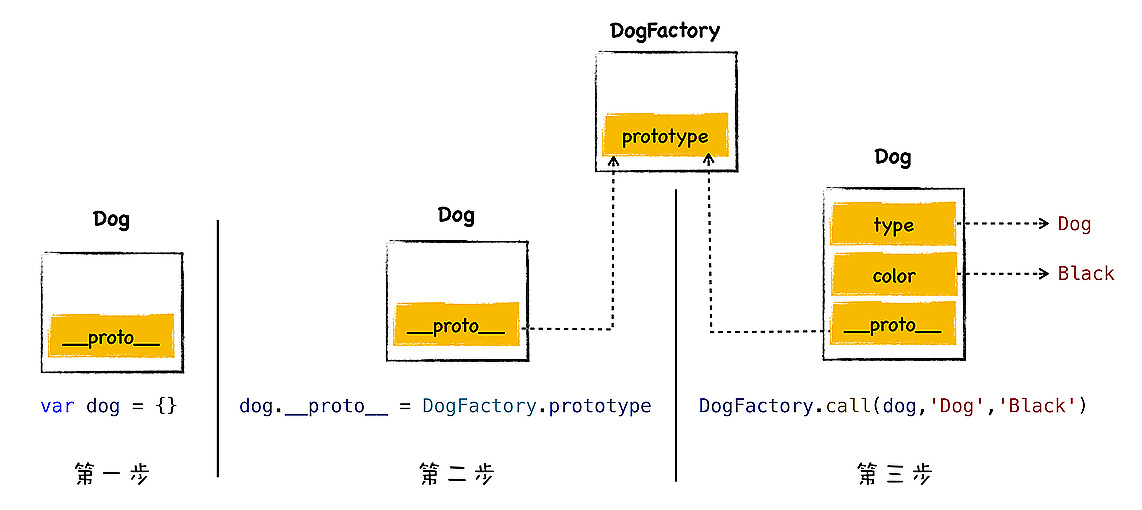 Dog
__proto__
var dog = {}
第一步
Dog
__proto__
dog.__proto__ = DogFactory.prototype
第二步
DogFactory
prototype
Dog
type
Dog
color
Black
__proto__
DogFactory.call(dog,'Dog','Black')
第三步